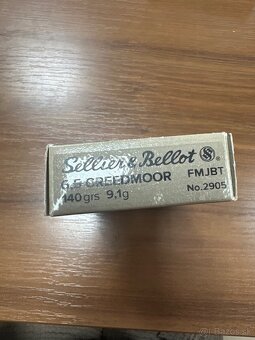 Sellier & Bellot S ®
6,5 CREEDMOOR FMJBT
140grs 9,1g No.2905